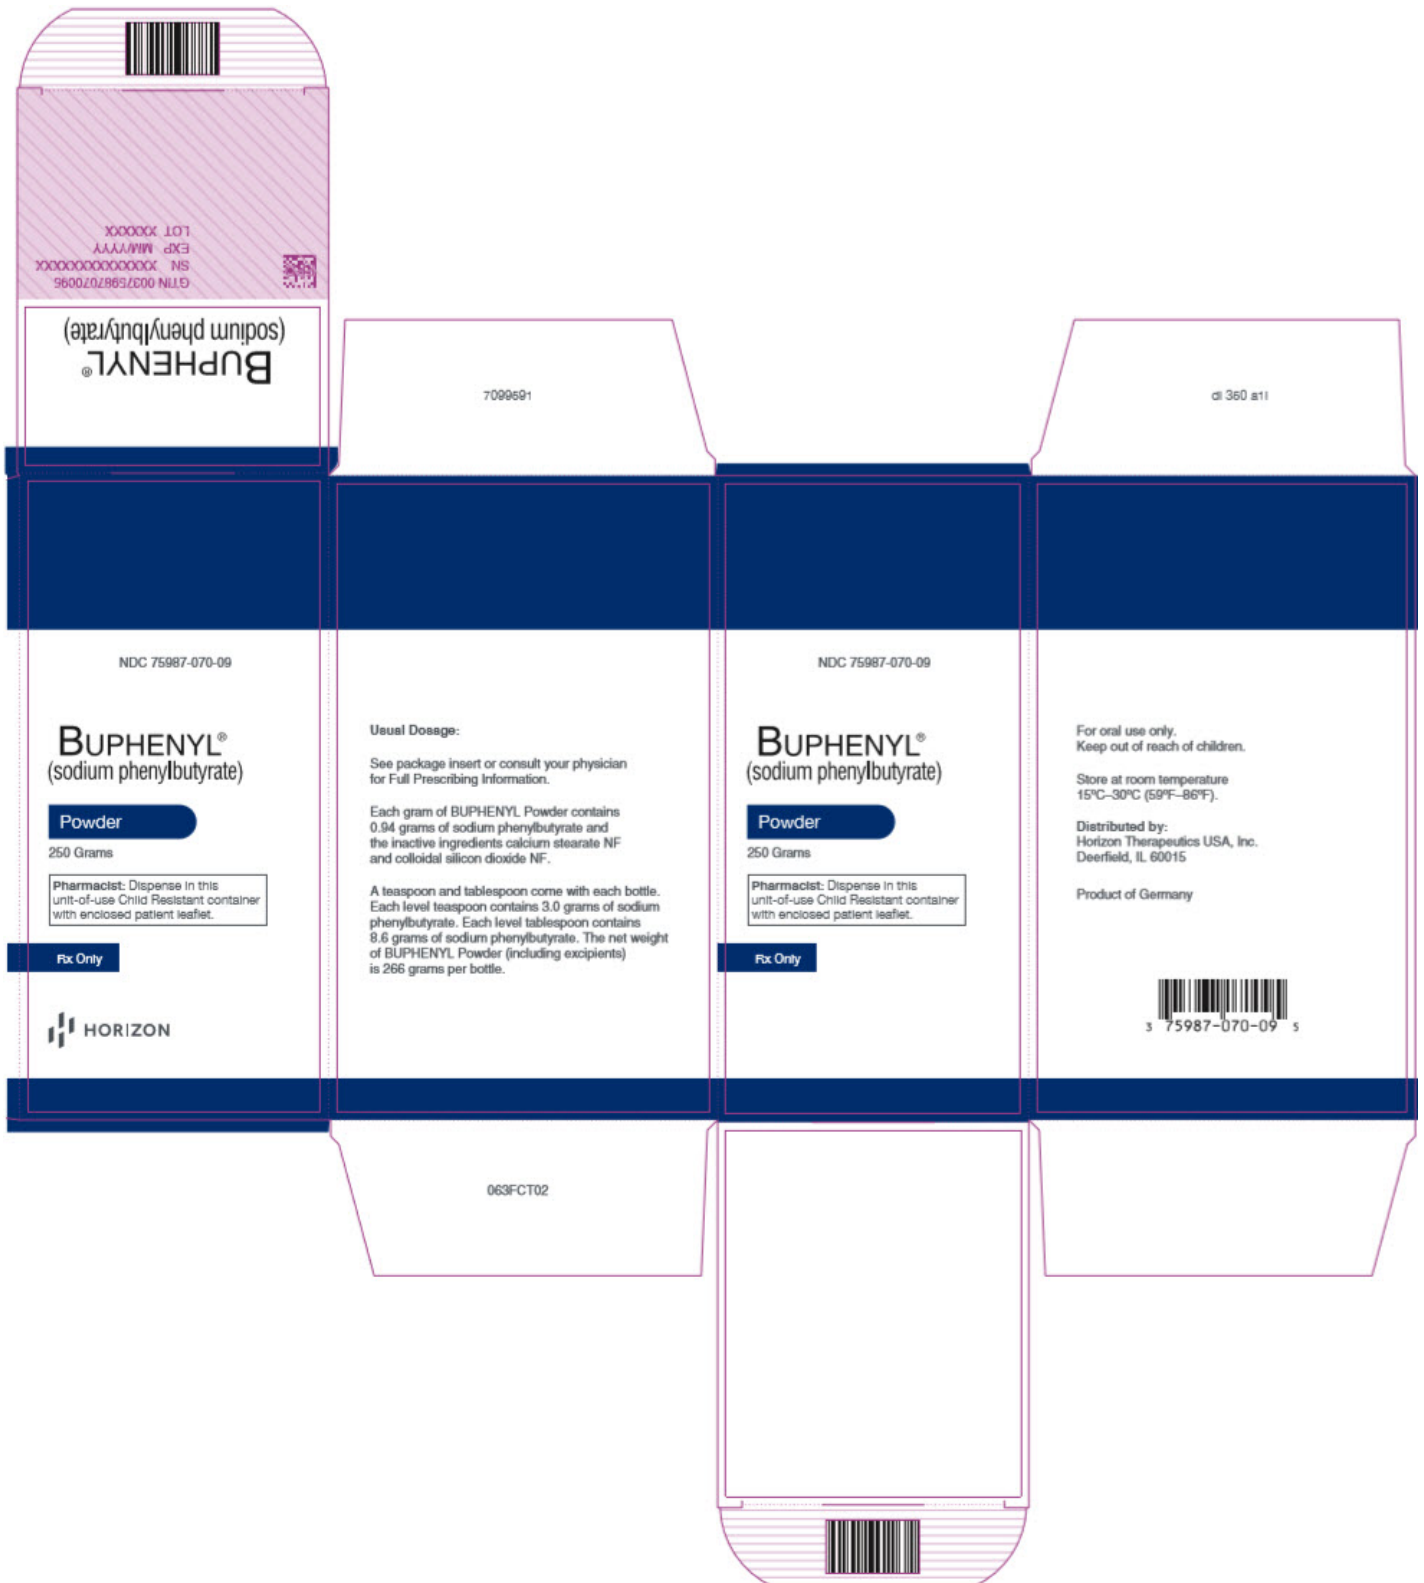 GTIN 00375987070095
SN XXXXXXXXXXXXXX
EXP MM/YYYY
LOT XXXXXX
BUPHENYL®
(sodium phenylbutyrate)
7099691
NDC 75987-070-09
BUPHENYL®
(sodium phenylbutyrate)
Powder
250 Grams
Pharmacist: Dispense in this
unit-of-use Child Resistant container
with enclosed patient leaflet.
Rx Only
HORIZON
Usual Dosage:
See package insert or consult your physician
for Full Prescribing Information.
Each gram of BUPHENYL Powder contains
0.94 grams of sodium phenylbutyrate and
the inactive ingredients calcium stearate NF
and colloidal silicon dioxide NF.
A teaspoon and tablespoon come with each bottle.
Each level teaspoon contains 3.0 grams of sodium
phenylbutyrate. Each level tablespoon contains
8.6 grams of sodium phenylbutyrate. The net weight
of BUPHENYL Powder (including excipients)
is 266 grams per bottle.
NDC 75987-070-09
BUPHENYL®
(sodium phenylbutyrate)
Powder
250 Grams
Pharmacist: Dispense in this
unit-of-use Child Resistant container
with enclosed patient leaflet.
Rx Only
For oral use only.
Keep out of reach of children.
Store at room temperature
15ºC–30ºC (59ºF–86ºF).
Distributed by:
Horizon Therapeutics USA, Inc.
Deerfield, IL 60015
Product of Germany
3 75987-070-09 5
063FCT02